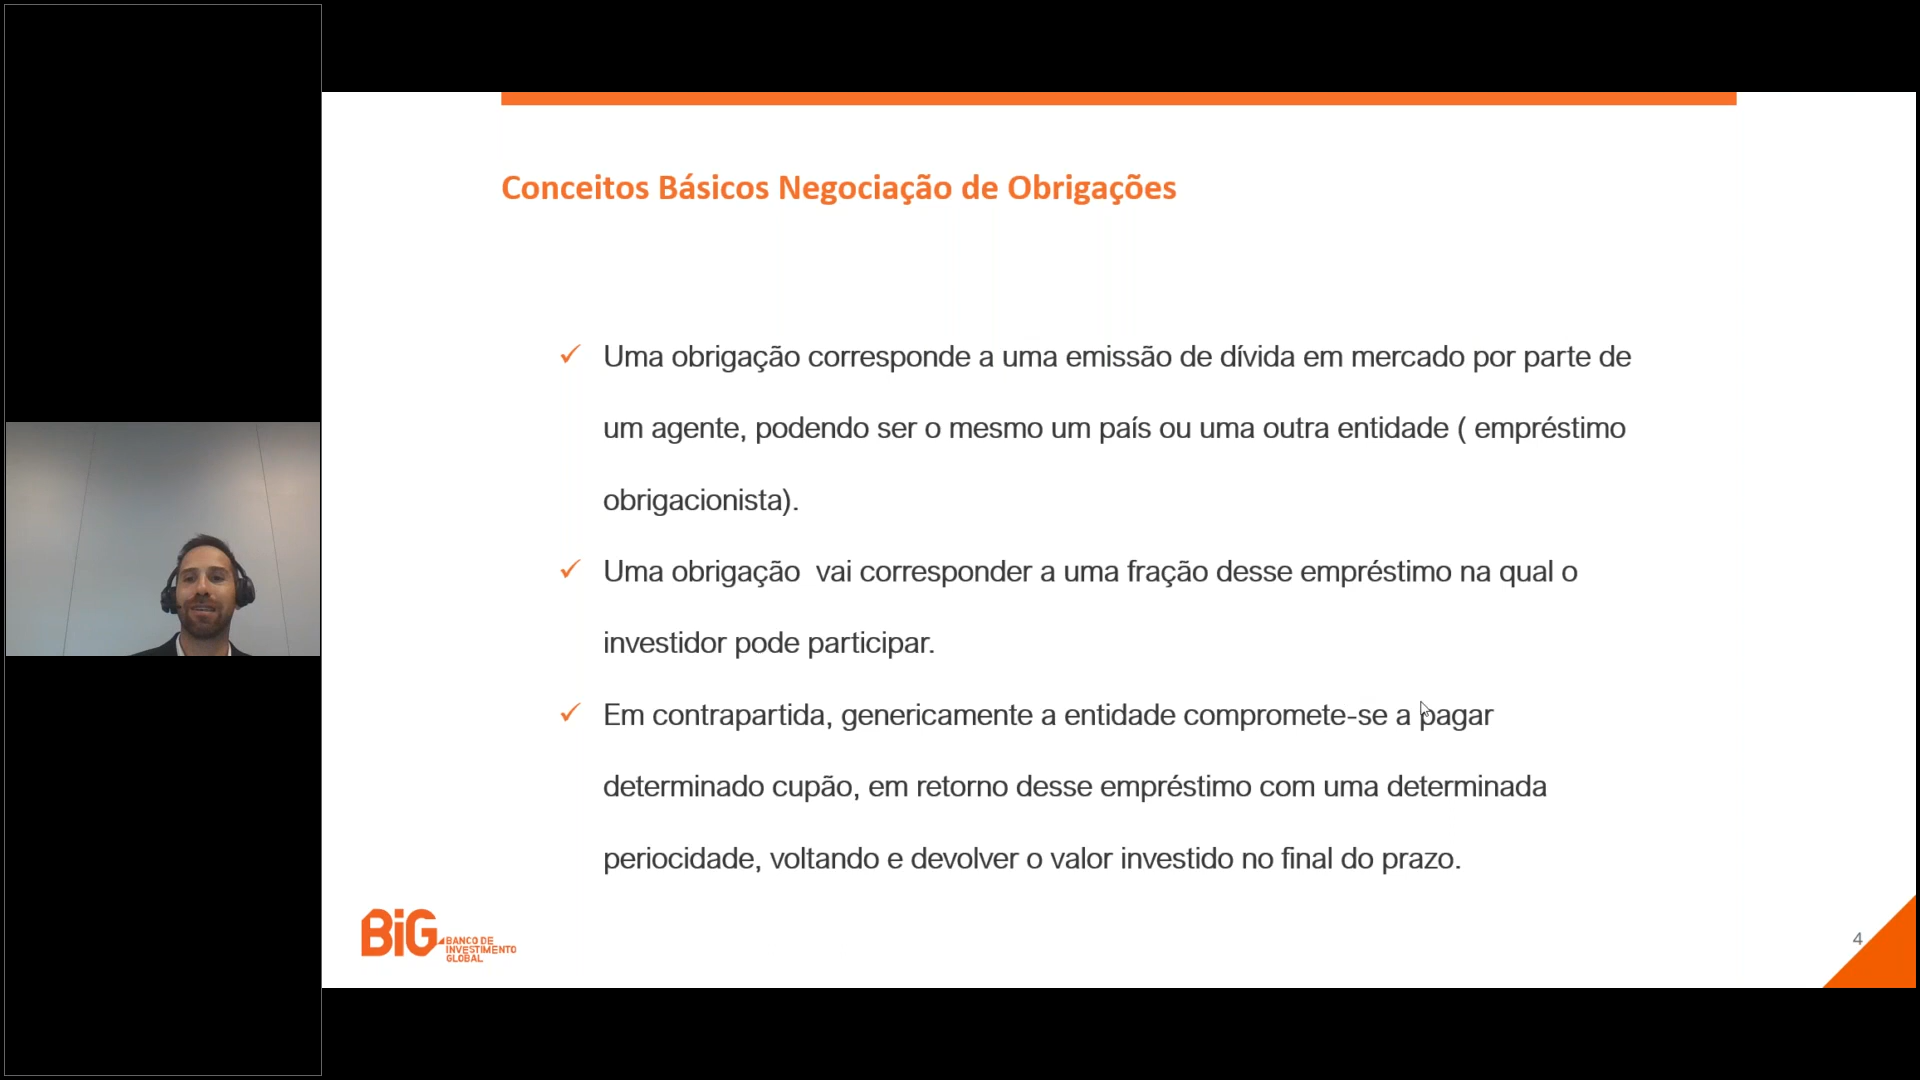 Conceitos Básicos Negociação de Obrigações
✓ Uma obrigação corresponde a uma emissão de dívida em mercado por parte de
um agente, podendo ser o mesmo um país ou uma outra entidade ( empréstimo
obrigacionista).
✓ Uma obrigação  vai corresponder a uma fração desse empréstimo na qual o
investidor pode participar.
✓ Em contrapartida, genericamente a entidade compromete-se a pagar
determinado cupão, em retorno desse empréstimo com uma determinada
periocidade, voltando e devolver o valor investido no final do prazo.
BiG
BANCO DE
INVESTIMENTO
GLOBAL
4